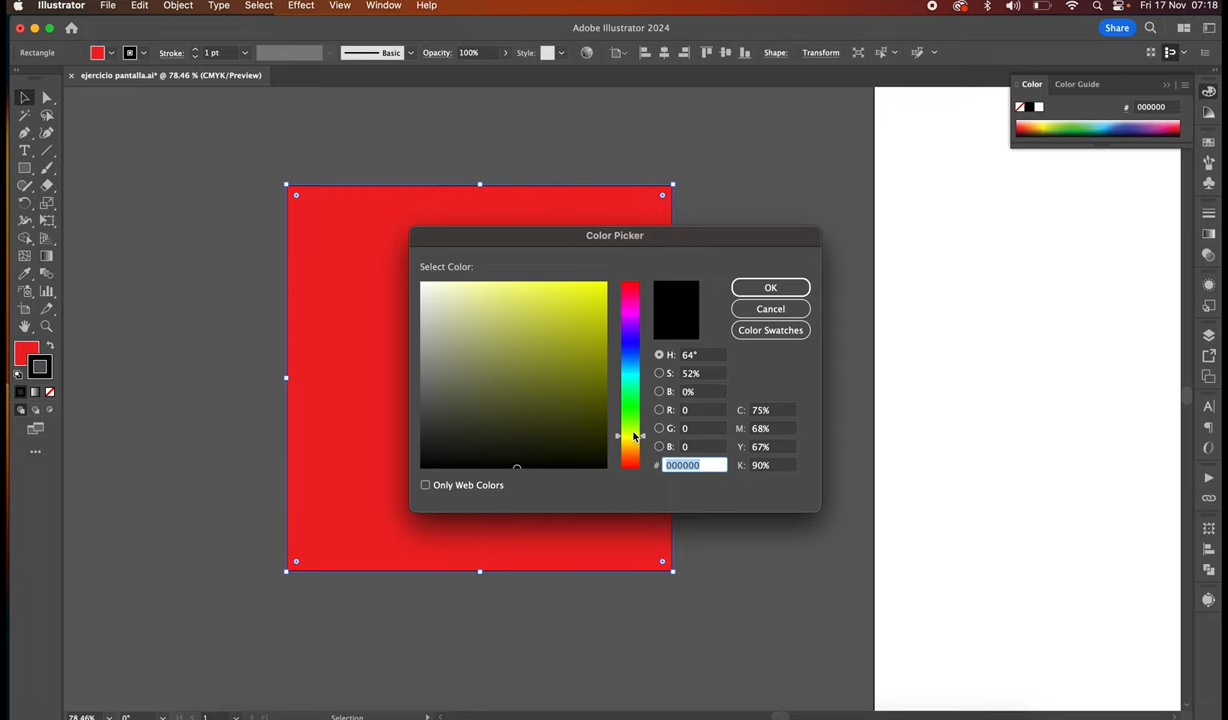 Illustrator File Edit Object Type Select Effect View Window Help Fri 17 Nov 07:18
Adobe Illustrator 2024 Share
Rectangle Stroke: 1 pt Basic Opacity: 100% Style: Shape: Transform
× ejercicio pantalla.ai* @ 78.46 % (CMYK/Preview)
Color Color Guide
# 000000
Color Picker
Select Color:
OK
Cancel
Color Swatches
H: 64°
S: 52%
B: 0%
R: 0 C: 75%
G: 0 M: 68%
B: 0 Y: 67%
# 000000 K: 90%
Only Web Colors
78.46% 0° 1 Selection